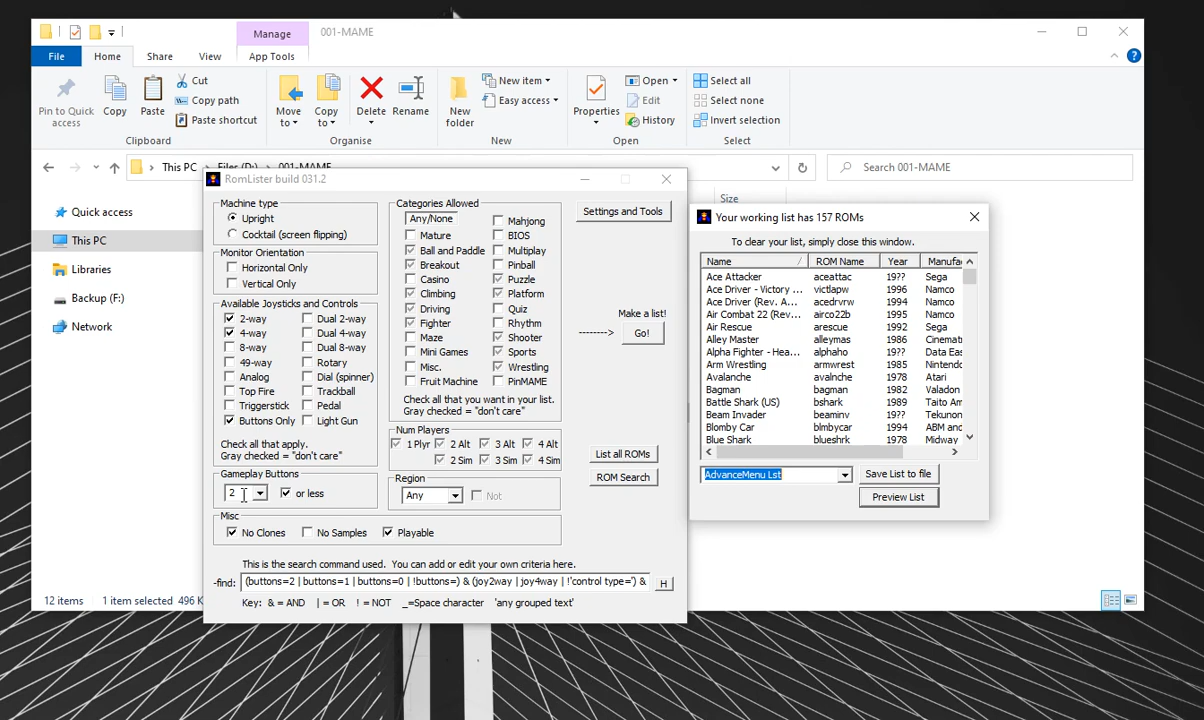 Manage
001-MAME
File
Home
Share
View
App Tools
Pin to Quick access
Copy
Paste
Cut
Copy path
Paste shortcut
Clipboard
Move to
Copy to
Delete
Rename
Organise
New folder
New item
Easy access
New
Properties
Open
Edit
History
Open
Select all
Select none
Invert selection
Select
This PC
Files (D:)
001-MAME
Search 001-MAME
Quick access
This PC
Libraries
Backup (F:)
Network
Size
12 items
1 item selected 496 K
RomLister build 031.2
Machine type
Upright
Cocktail (screen flipping)
Monitor Orientation
Horizontal Only
Vertical Only
Available Joysticks and Controls
2-way
Dual 2-way
4-way
Dual 4-way
8-way
Dual 8-way
49-way
Rotary
Analog
Dial (spinner)
Top Fire
Trackball
Triggerstick
Pedal
Buttons Only
Light Gun
Check all that apply.
Gray checked = "don't care"
Gameplay Buttons
2
or less
Misc
No Clones
No Samples
Playable
Categories Allowed
Any/None
Mahjong
Mature
BIOS
Ball and Paddle
Multiplay
Breakout
Pinball
Casino
Puzzle
Climbing
Platform
Driving
Quiz
Fighter
Rhythm
Maze
Shooter
Mini Games
Sports
Misc.
Wrestling
Fruit Machine
PinMAME
Check all that you want in your list.
Gray checked = "don't care"
Num Players
1 Plyr
2 Alt
3 Alt
4 Alt
2 Sim
3 Sim
4 Sim
Region
Any
Not
Settings and Tools
Make a list!
-------->
Go!
List all ROMs
ROM Search
This is the search command used. You can add or edit your own criteria here.
-find:
(buttons=2 | buttons=1 | buttons=0 | !buttons=) & (joy2way | joy4way | !'control type=') &
H
Key: & = AND | = OR ! = NOT _=Space character 'any grouped text'
Your working list has 157 ROMs
To clear your list, simply close this window.
Name ROM Name Year Manufac
Ace Attacker aceattac 19?? Sega
Ace Driver - Victory ... victlapw 1996 Namco
Ace Driver (Rev. A... acedrvrw 1994 Namco
Air Combat 22 (Rev ... airco22b 1995 Namco
Air Rescue arescue 1992 Sega
Alley Master alleymas 1986 Cinemat
Alpha Fighter - Hea... alphaho 19?? Data Ea
Arm Wrestling armwrest 1985 Nintendo
Avalanche avalnche 1978 Atari
Bagman bagman 1982 Valadon
Battle Shark (US) bshark 1989 Taito Am
Beam Invader beaminv 19?? Tekunon
Blomby Car blmbycar 1994 ABM and
Blue Shark blueshrk 1978 Midway
AdvanceMenu Lst
Save List to file
Preview List